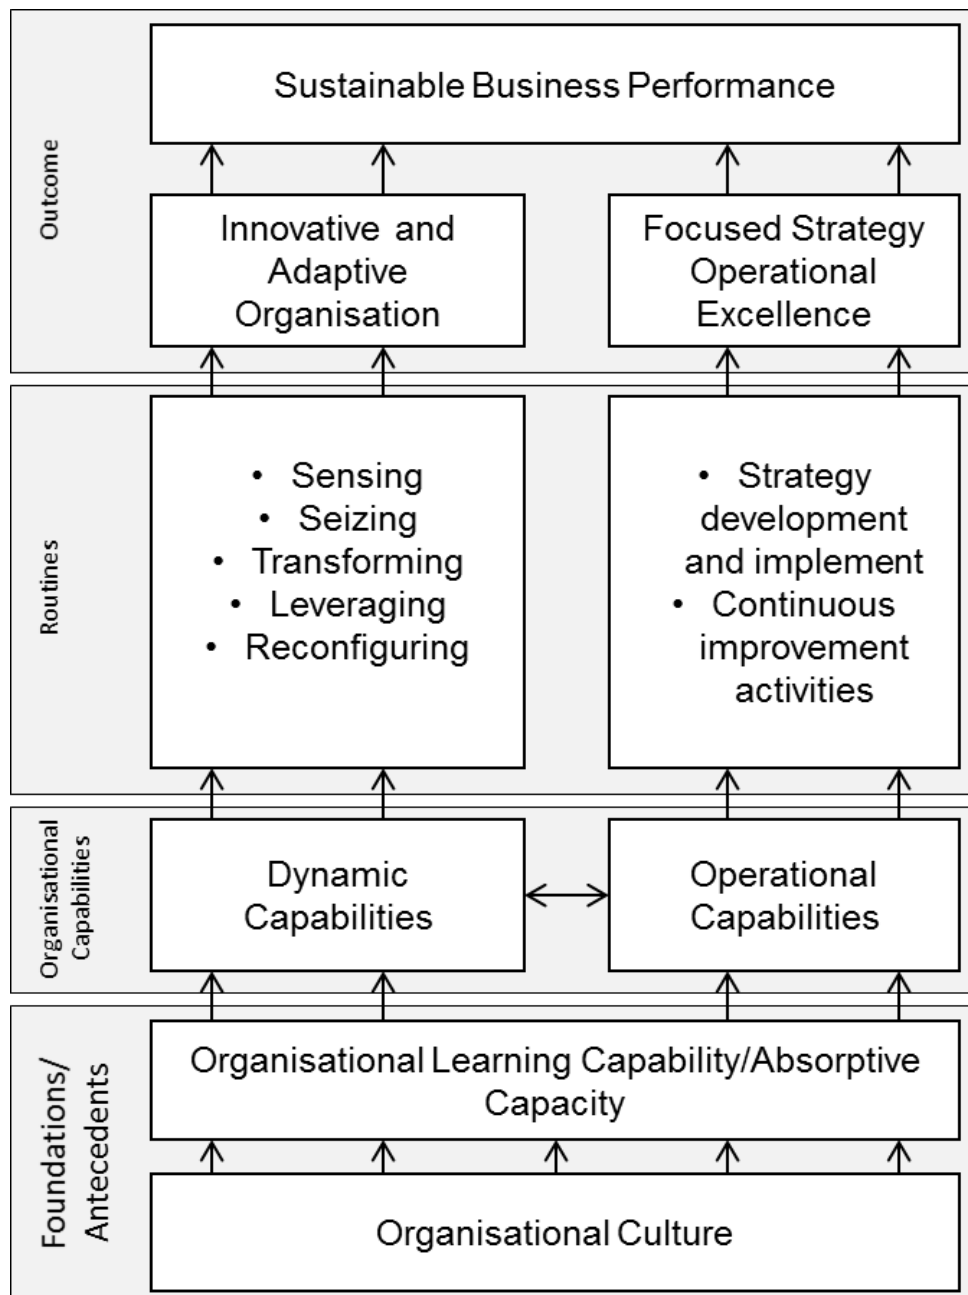 Outcome
Sustainable Business Performance
Innovative and
Adaptive
Organisation
Focused Strategy
Operational
Excellence
Routines
• Sensing
• Seizing
• Transforming
• Leveraging
• Reconfiguring
• Strategy
development
and implement
• Continuous
improvement
activities
Organisational
Capabilities
Dynamic
Capabilities
Operational
Capabilities
Foundations/
Antecedents
Organisational Learning Capability/Absorptive
Capacity
Organisational Culture